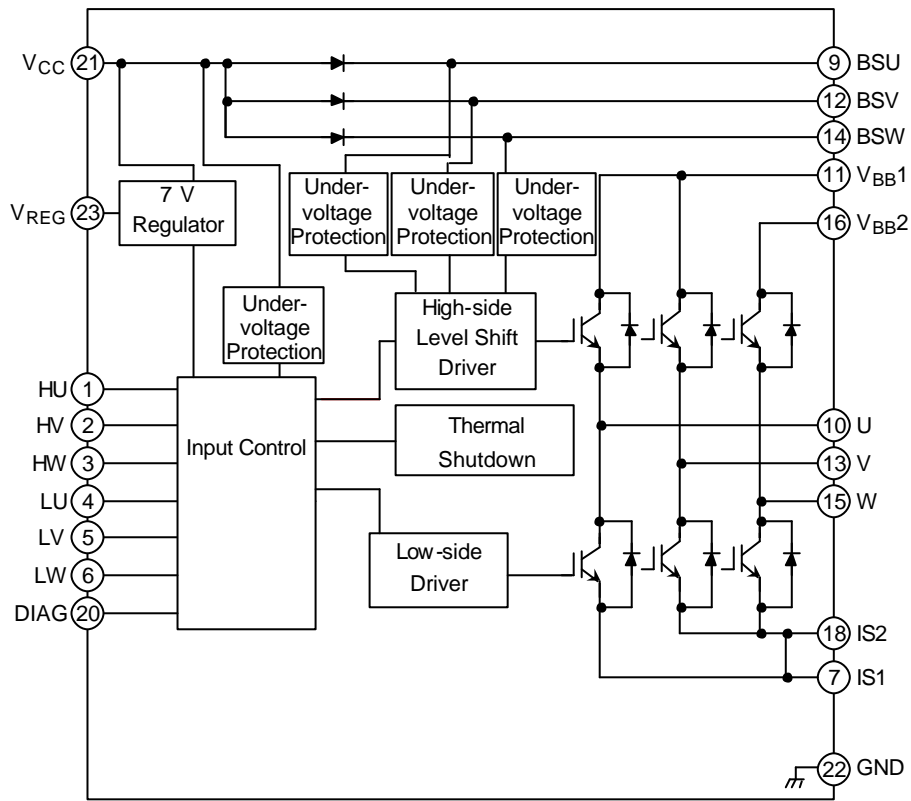 VCC 21
9 BSU
12 BSV
14 BSW
11 VBB1
16 VBB2
VREG 23
7 V
Regulator
Under-
voltage
Protection
Under-
voltage
Protection
Under-
voltage
Protection
Under-
voltage
Protection
High-side
Level Shift
Driver
HU 1
HV 2
HW 3
LU 4
LV 5
LW 6
DIAG 20
Input Control
Thermal
Shutdown
Low-side
Driver
10 U
13 V
15 W
18 IS2
7 IS1
22 GND